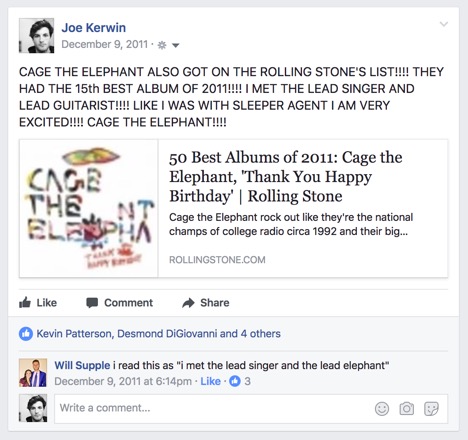 Joe Kerwin
December 9, 2011 ·
CAGE THE ELEPHANT ALSO GOT ON THE ROLLING STONE'S LIST!!!! THEY
HAD THE 15th BEST ALBUM OF 2011!!!! I MET THE LEAD SINGER AND
LEAD GUITARIST!!!! LIKE I WAS WITH SLEEPER AGENT I AM VERY
EXCITED!!!! CAGE THE ELEPHANT!!!!
CAGE
THE
ELEPHANT
THANK YOU
HAPPY BIRTHDAY
50 Best Albums of 2011: Cage the
Elephant, 'Thank You Happy
Birthday' | Rolling Stone
Cage the Elephant rock out like they're the national
champs of college radio circa 1992 and their big...
ROLLINGSTONE.COM
Like Comment Share
Kevin Patterson, Desmond DiGiovanni and 4 others
Will Supple i read this as "i met the lead singer and the lead elephant"
December 9, 2011 at 6:14pm · Like · 3
Write a comment...